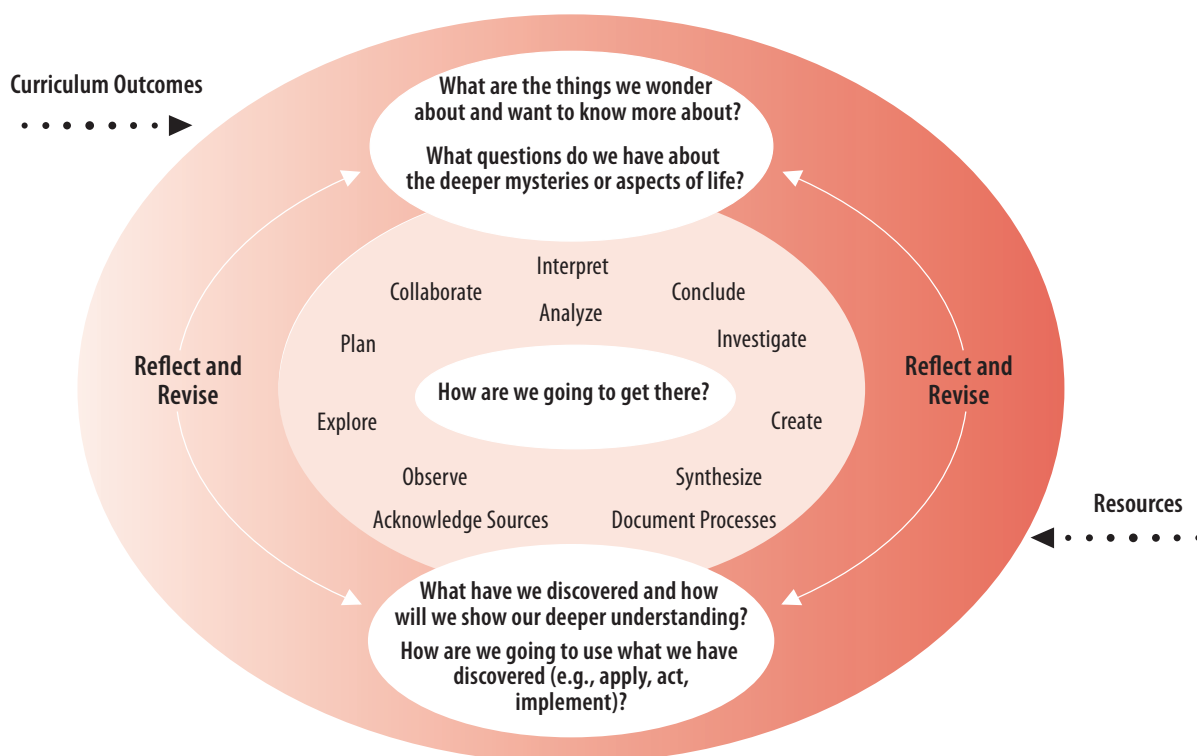 Curriculum Outcomes
What are the things we wonder
about and want to know more about?
What questions do we have about
the deeper mysteries or aspects of life?
Interpret
Collaborate
Conclude
Analyze
Plan
Investigate
Reflect and
Revise
How are we going to get there?
Reflect and
Revise
Explore
Create
Observe
Synthesize
Acknowledge Sources
Document Processes
Resources
What have we discovered and how
will we show our deeper understanding?
How are we going to use what we have
discovered (e.g., apply, act,
implement)?